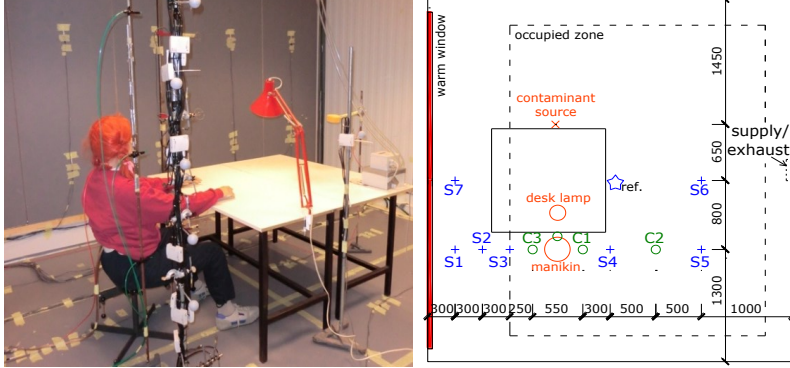 warm window
occupied zone
1450
contaminant
source
supply/
exhaust
650
S7
ref.
S6
desk lamp
800
S2
C3
C1
C2
S1
S3
S4
S5
manikin
1300
300
300
300
250
550
300
500
500
1000